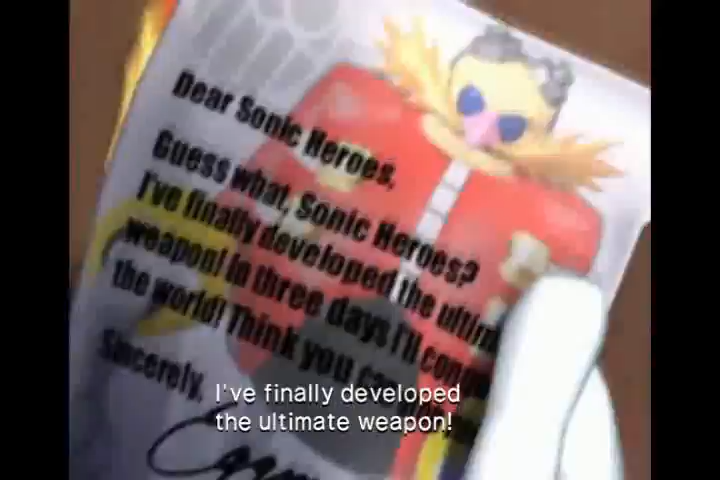 Dear Sonic Heroes,
Guess what, Sonic Heroes?
I've finally developed the
weapon! In three days I'll
the world! Think you
Sincerely,
I've finally developed
the ultimate weapon!